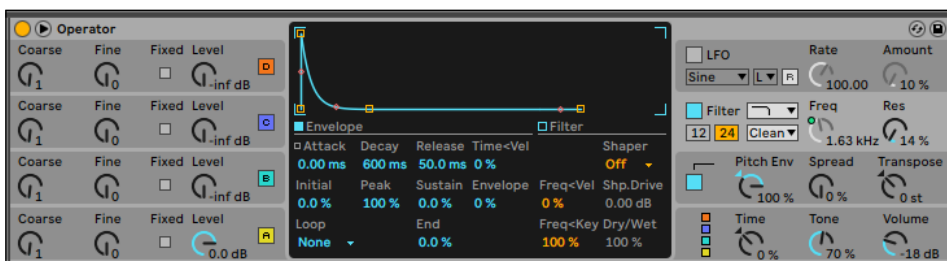 Operator
Coarse Fine Fixed Level
1 0 -inf dB D
Coarse Fine Fixed Level
1 0 -inf dB C
Coarse Fine Fixed Level
1 0 -inf dB B
Coarse Fine Fixed Level
1 0 0.0 dB A
Envelope Filter
Attack Decay Release Time<Vel Shaper
0.00 ms 600 ms 50.0 ms 0 % Off
Initial Peak Sustain Envelope Freq<Vel Shp.Drive
0.0 % 100 % 0.0 % 0 % 0 % 0.00 dB
Loop End Freq<Key Dry/Wet
None 0.0 % 100 % 100 %
LFO Rate Amount
Sine L R 100.00 10 %
Filter Freq Res
12 24 Clean 1.63 kHz 14 %
Pitch Env Spread Transpose
100 % 0 % 0 st
Time Tone Volume
0 % 70 % -18 dB